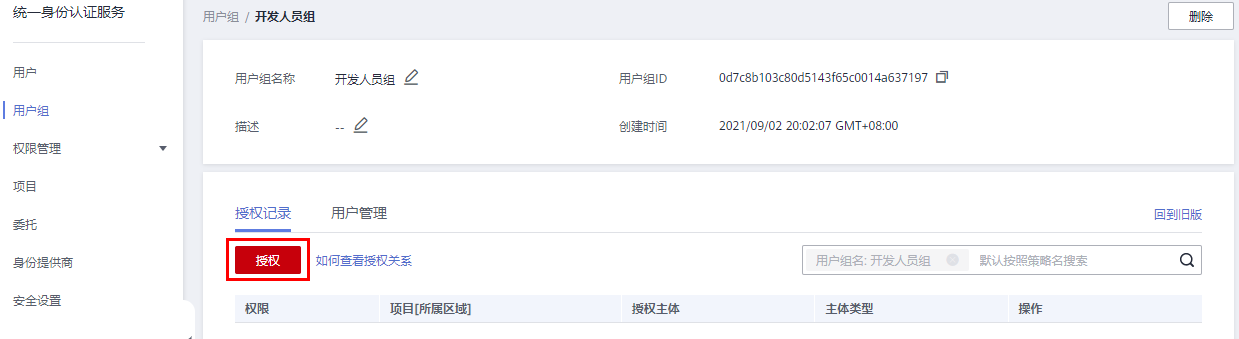 统一身份认证服务
用户
用户组
权限管理
项目
委托
身份提供商
安全设置
用户组 / 开发人员组
删除
用户组名称 开发人员组 用户组ID 0d7c8b103c80d5143f65c0014a637197
描述 -- 创建时间 2021/09/02 20:02:07 GMT+08:00
授权记录 用户管理 回到旧版
授权 如何查看授权关系 用户组名: 开发人员组 默认按照策略名搜索
权限 项目[所属区域] 授权主体 主体类型 操作